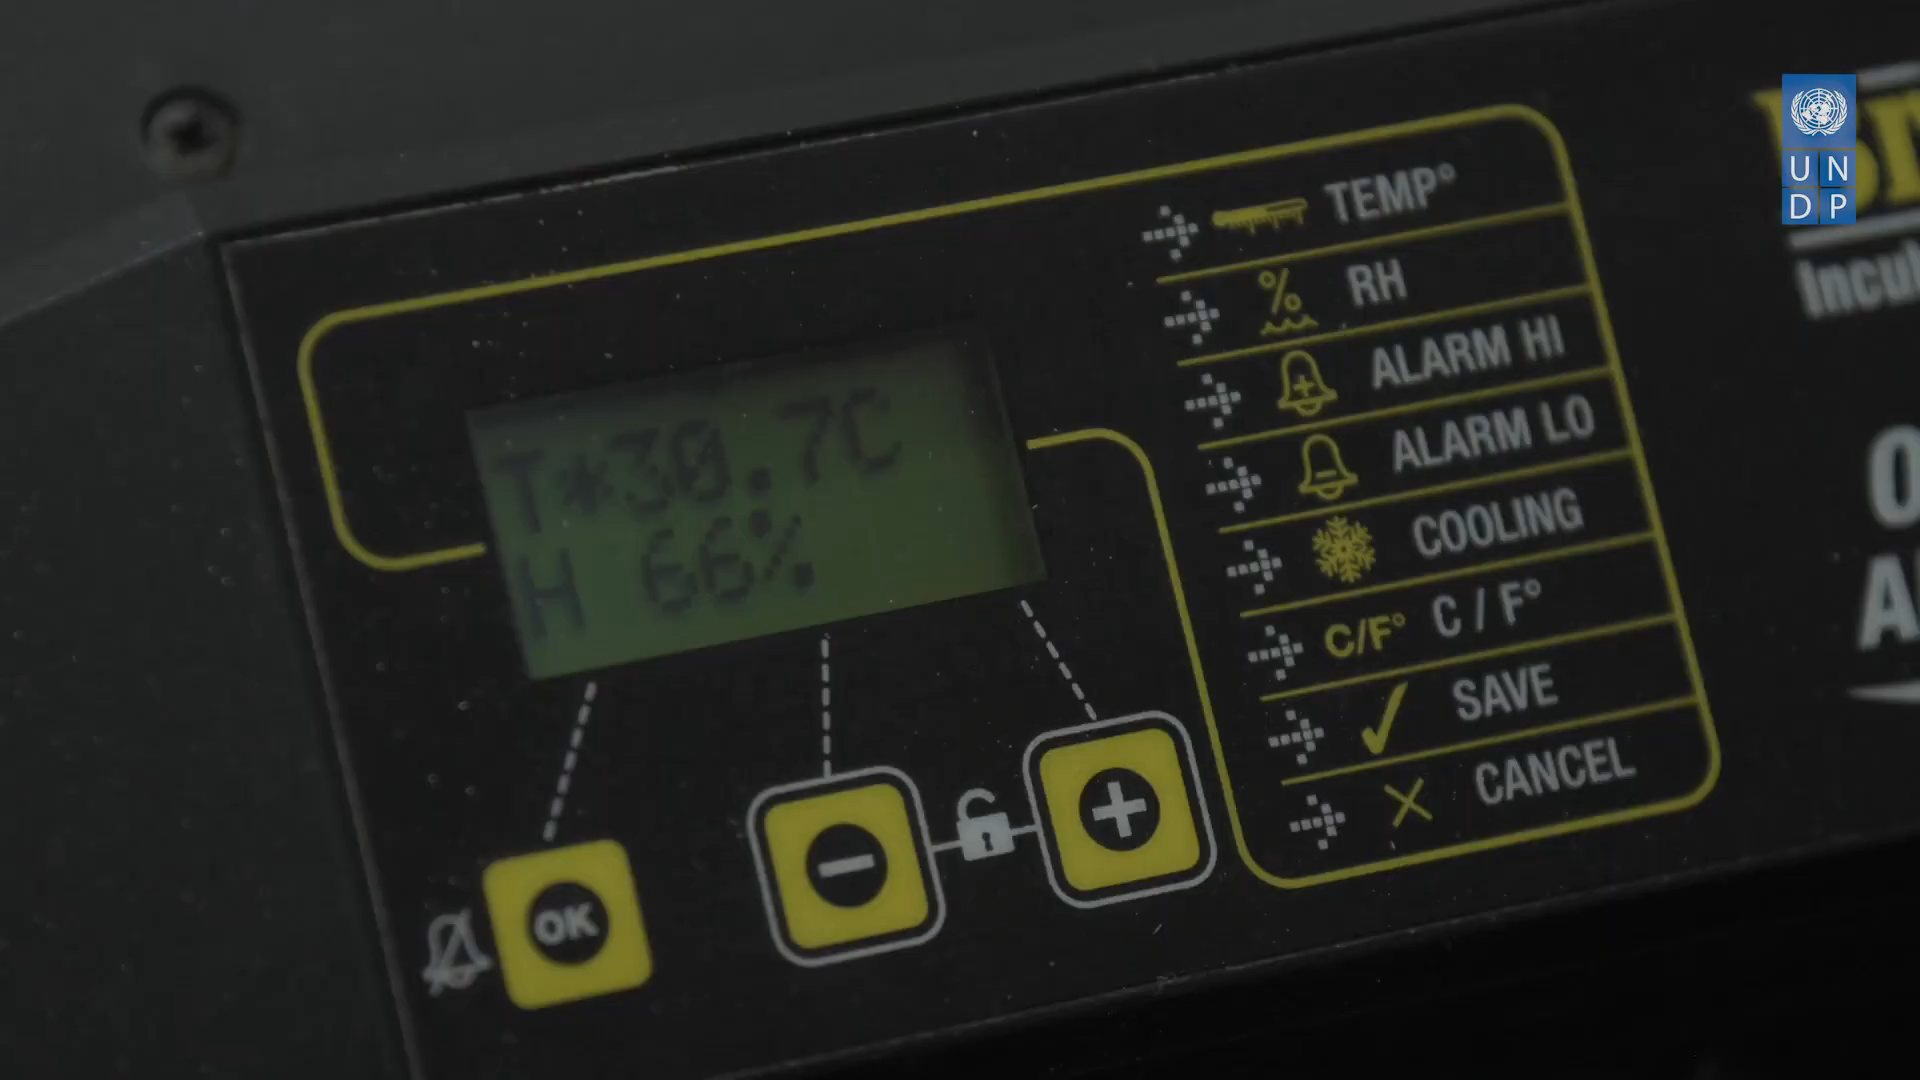 T*30.7C
H 66%
OK
TEMP°
% RH
ALARM HI
ALARM LO
COOLING
C/F° C / F°
SAVE
CANCEL
UN
DP